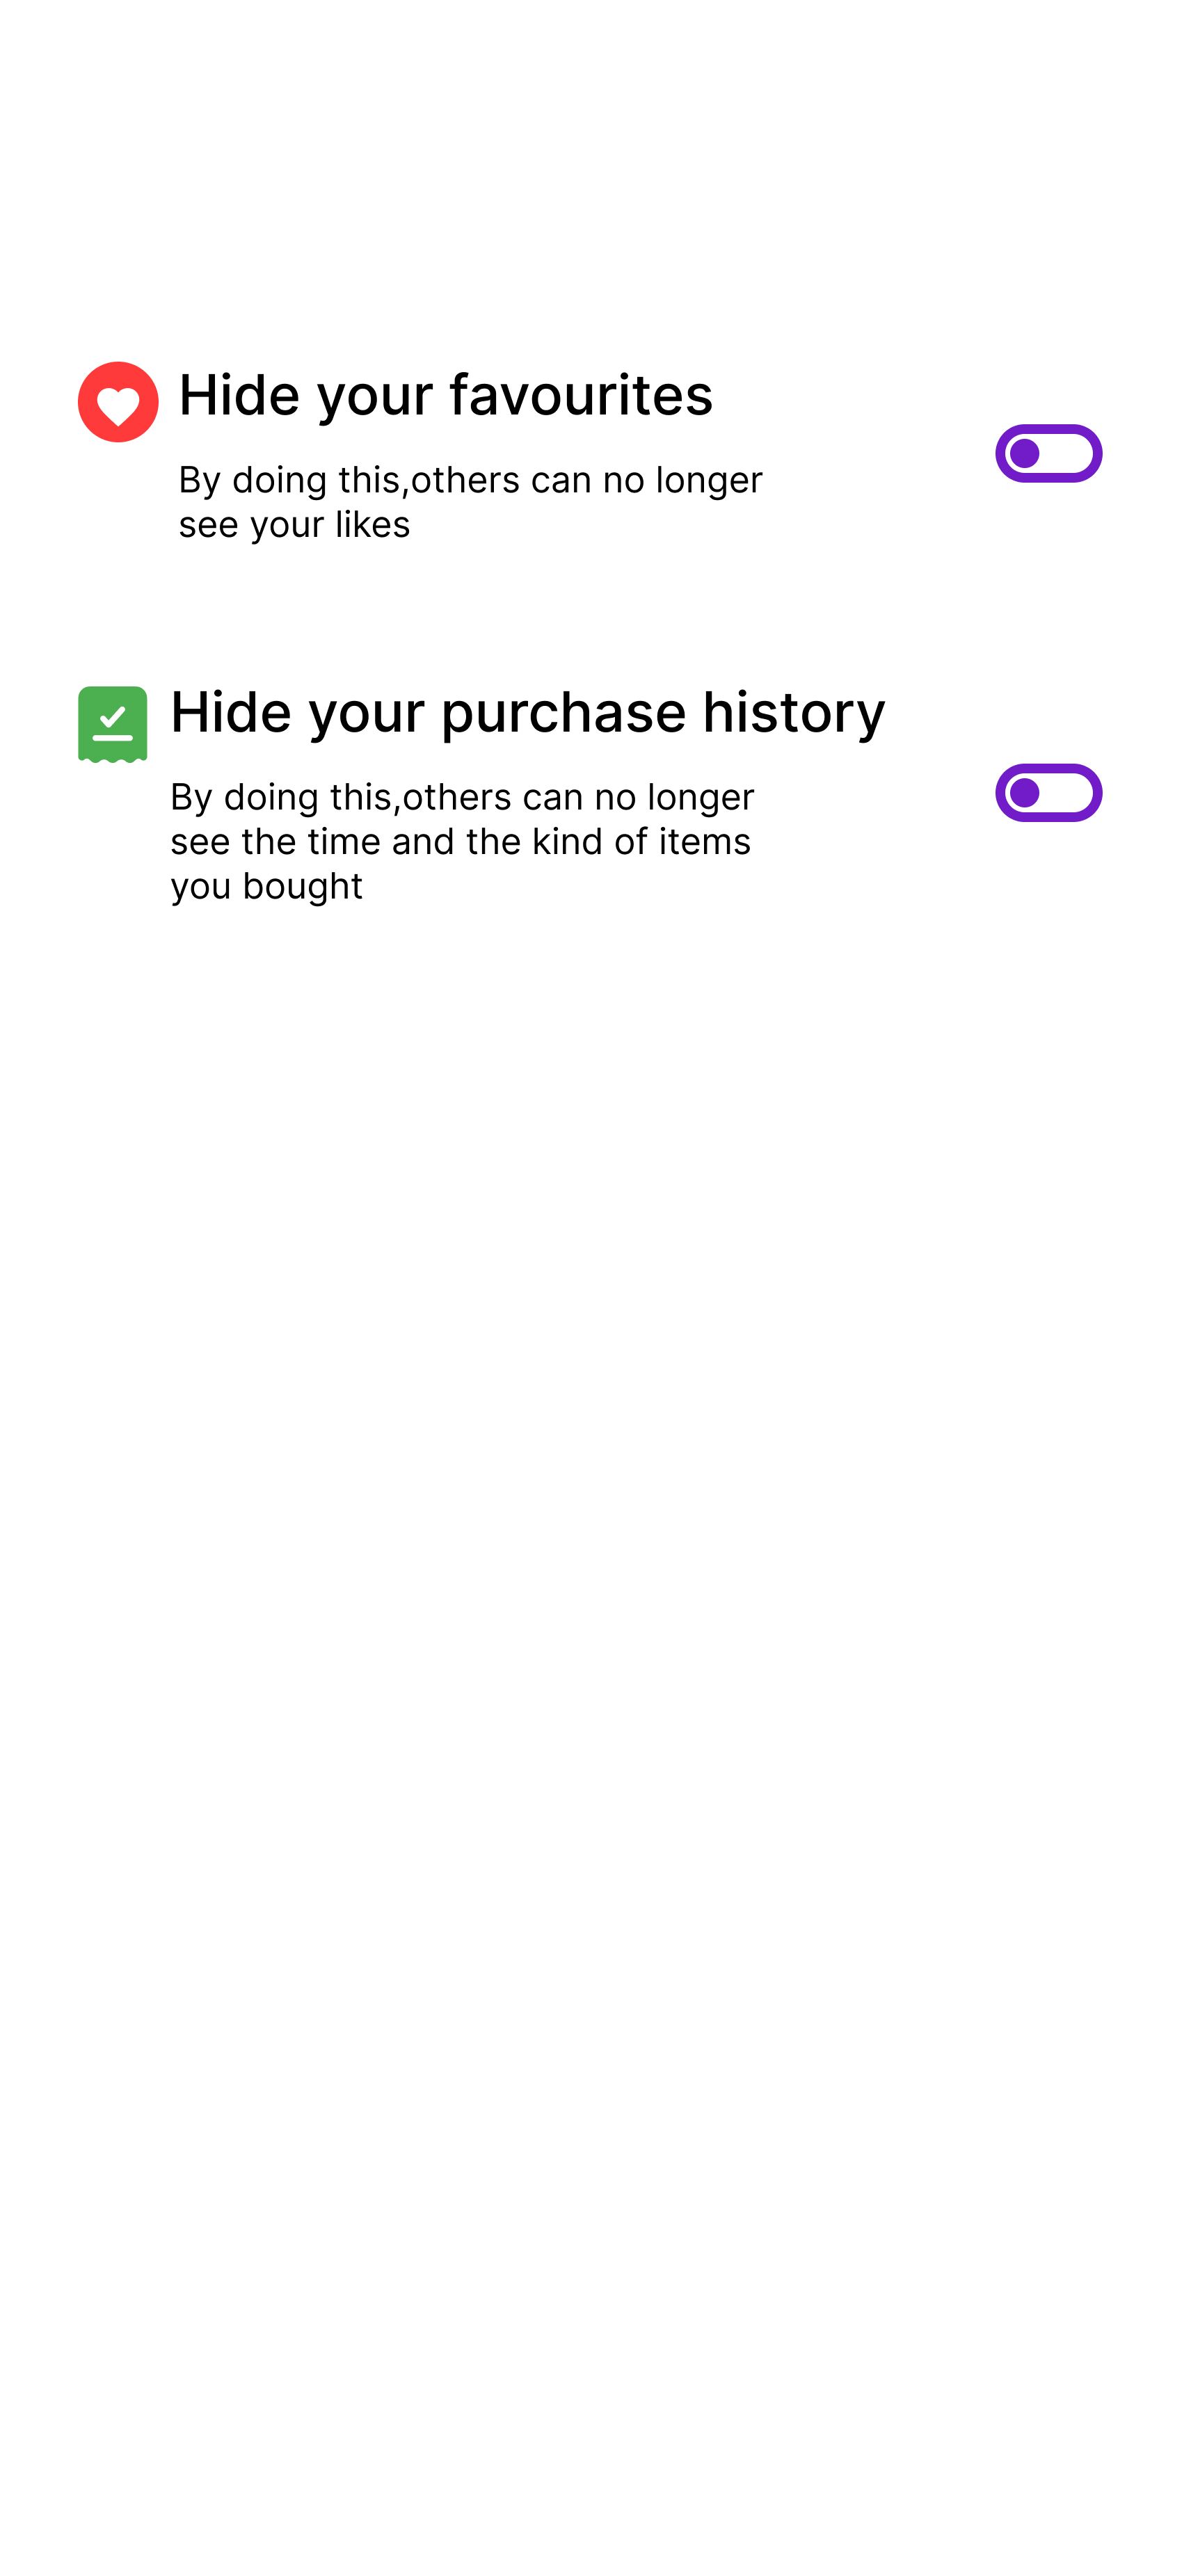 Hide your favourites
By doing this,others can no longer
see your likes
Hide your purchase history
By doing this,others can no longer
see the time and the kind of items
you bought